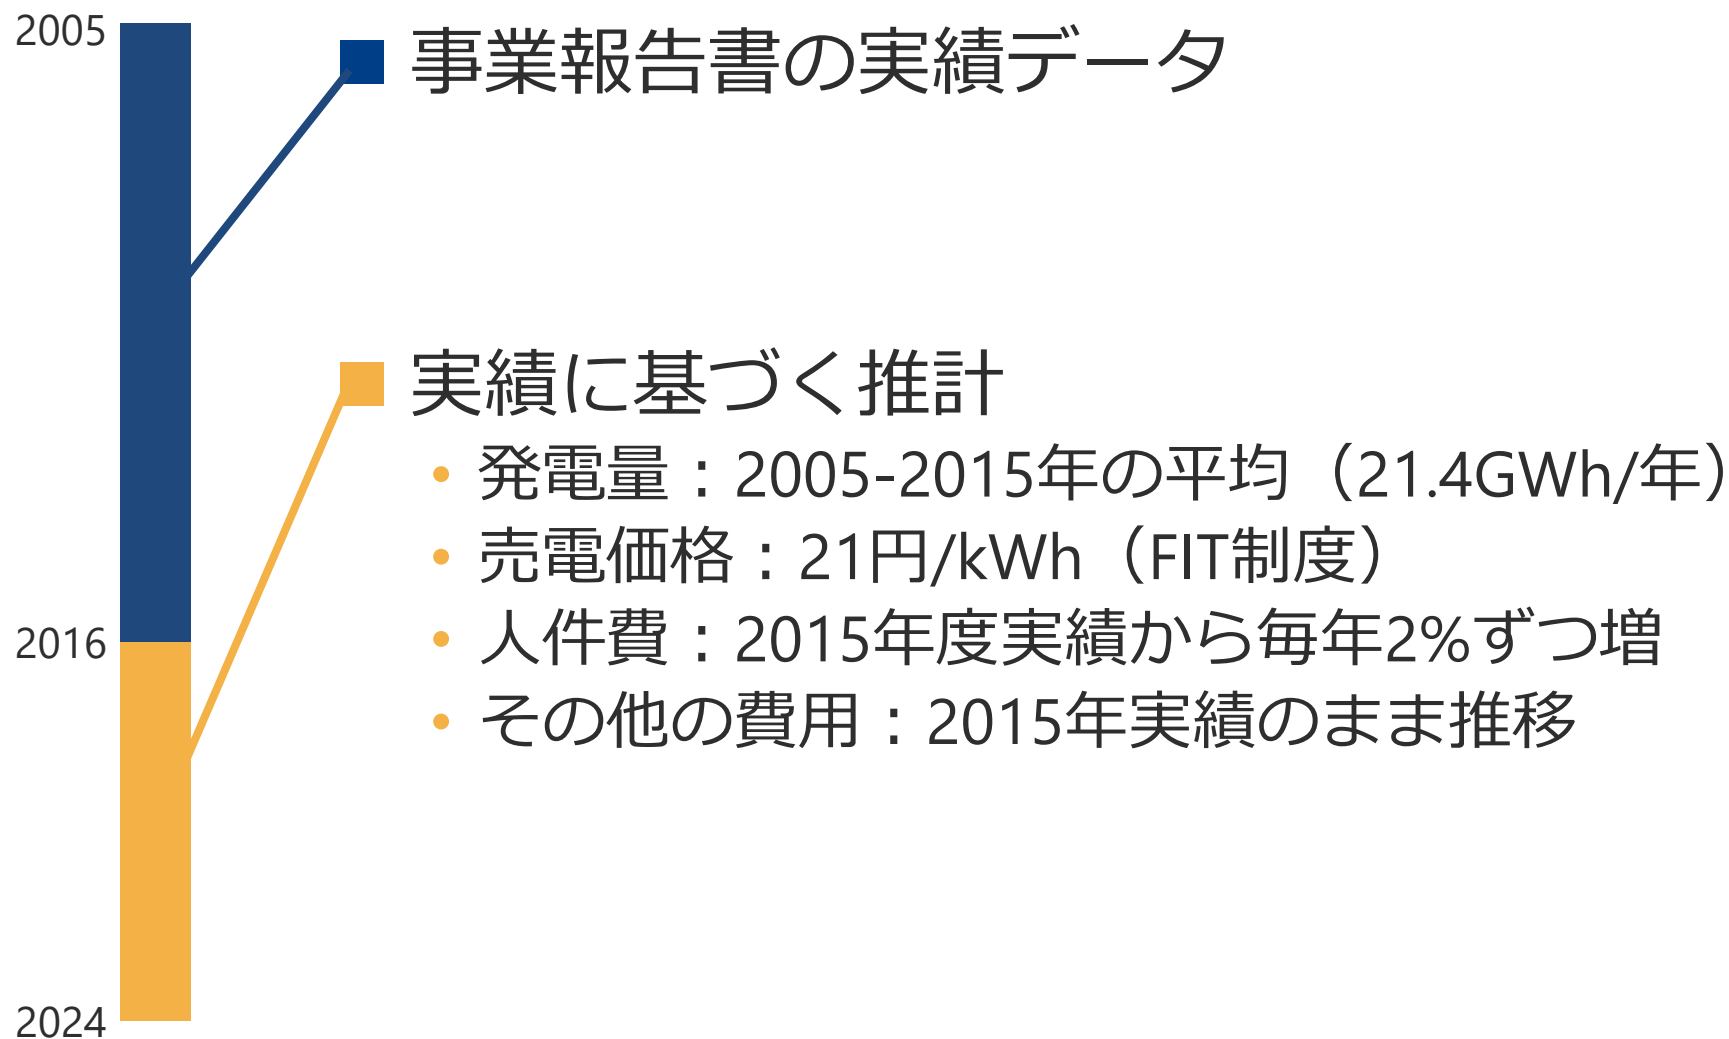 2005
事業報告書の実績データ
実績に基づく推計
• 発電量：2005-2015年の平均（21.4GWh/年）
• 売電価格：21円/kWh（FIT制度）
• 人件費：2015年度実績から毎年2%ずつ増
• その他の費用：2015年実績のまま推移
2016
2024